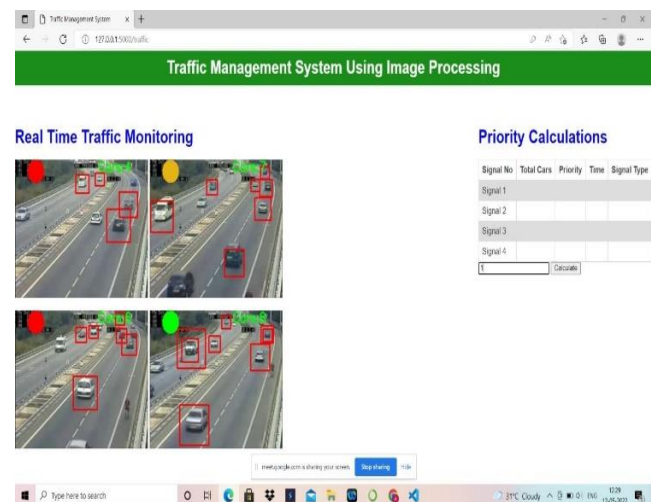 Traffic Management System
127.0.0.1:5000/traffic
Traffic Management System Using Image Processing
Real Time Traffic Monitoring
Priority Calculations
Signal No Total Cars Priority Time Signal Type
Signal 1
Signal 2
Signal 3
Signal 4
1 Calculate
meet.google.com is sharing your screen. Stop sharing Hide
Type here to search
31°C Cloudy ENG 12:29